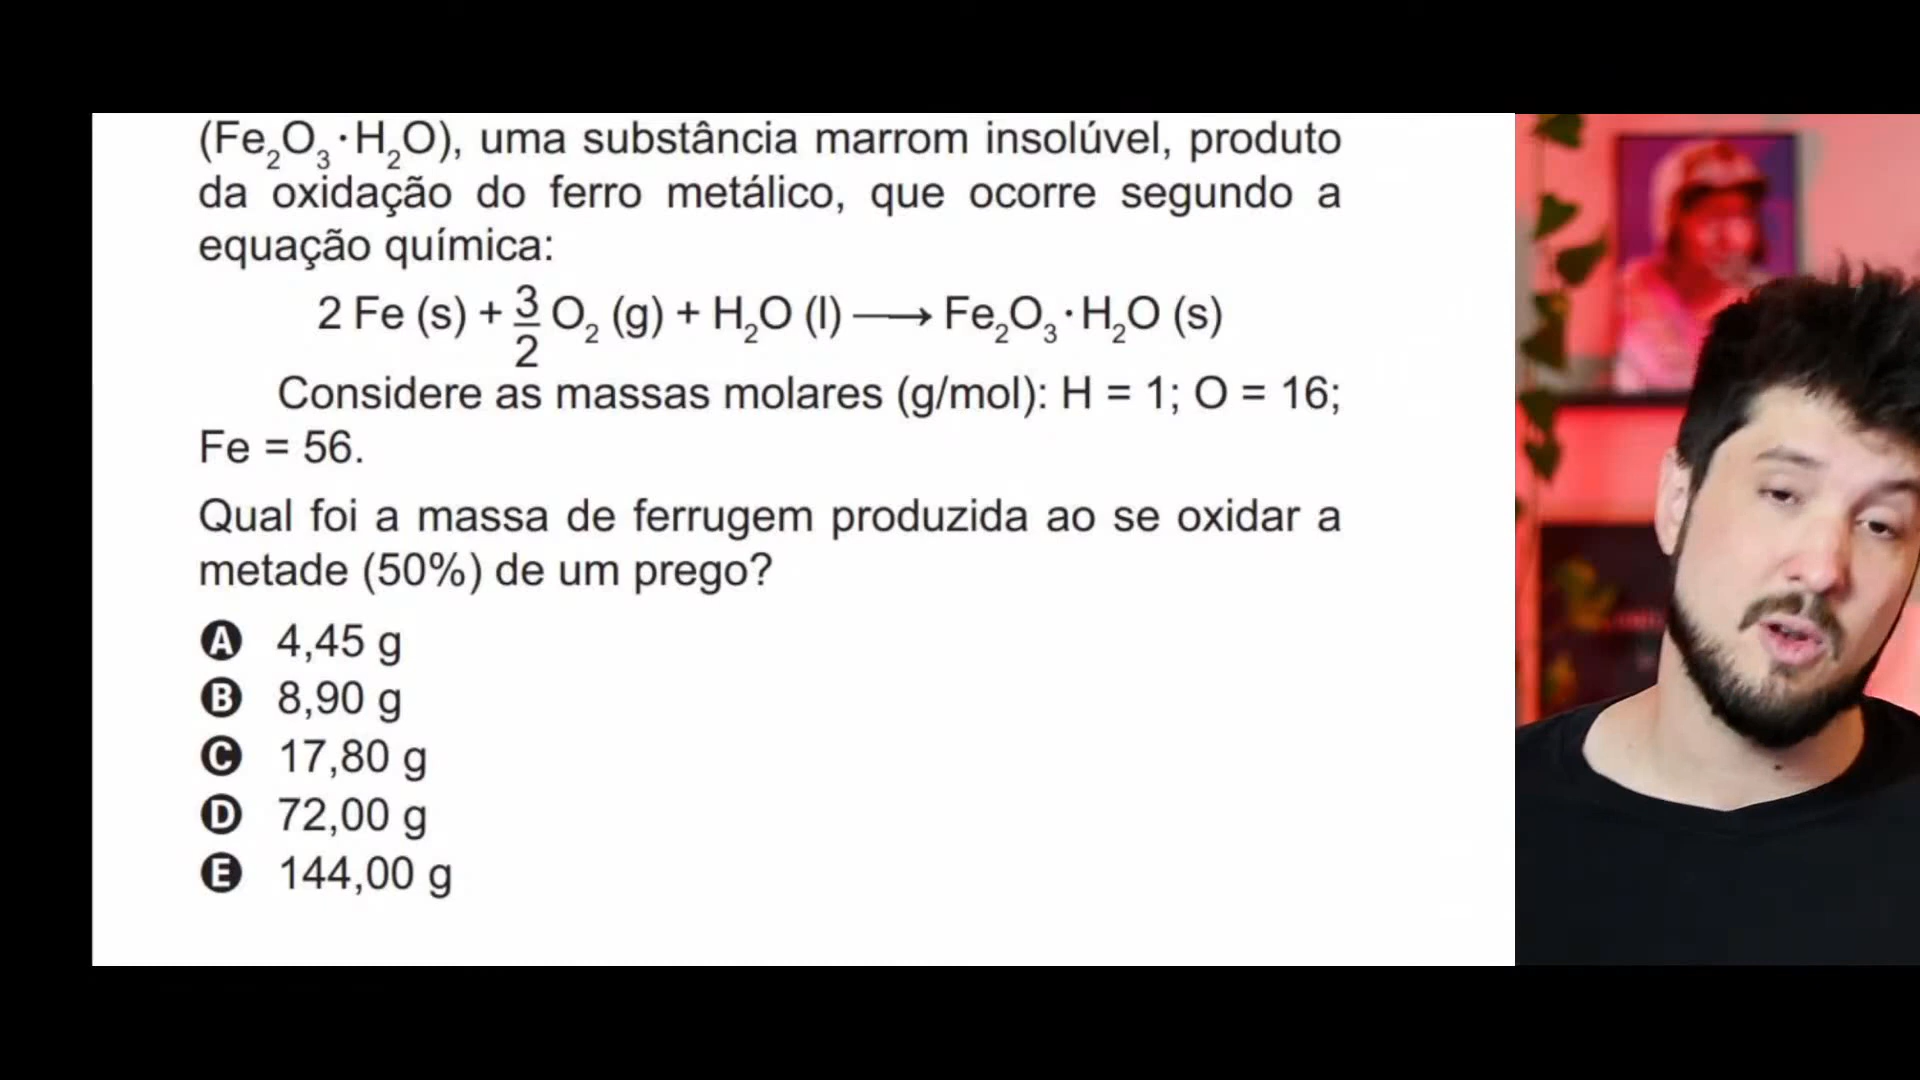 (Fe₂O₃·H₂O), uma substância marrom insolúvel, produto
da oxidação do ferro metálico, que ocorre segundo a
equação química:
2 Fe (s) + 3/2 O₂ (g) + H₂O (l) ⟶ Fe₂O₃·H₂O (s)
Considere as massas molares (g/mol): H = 1; O = 16;
Fe = 56.
Qual foi a massa de ferrugem produzida ao se oxidar a
metade (50%) de um prego?
A 4,45 g
B 8,90 g
C 17,80 g
D 72,00 g
E 144,00 g